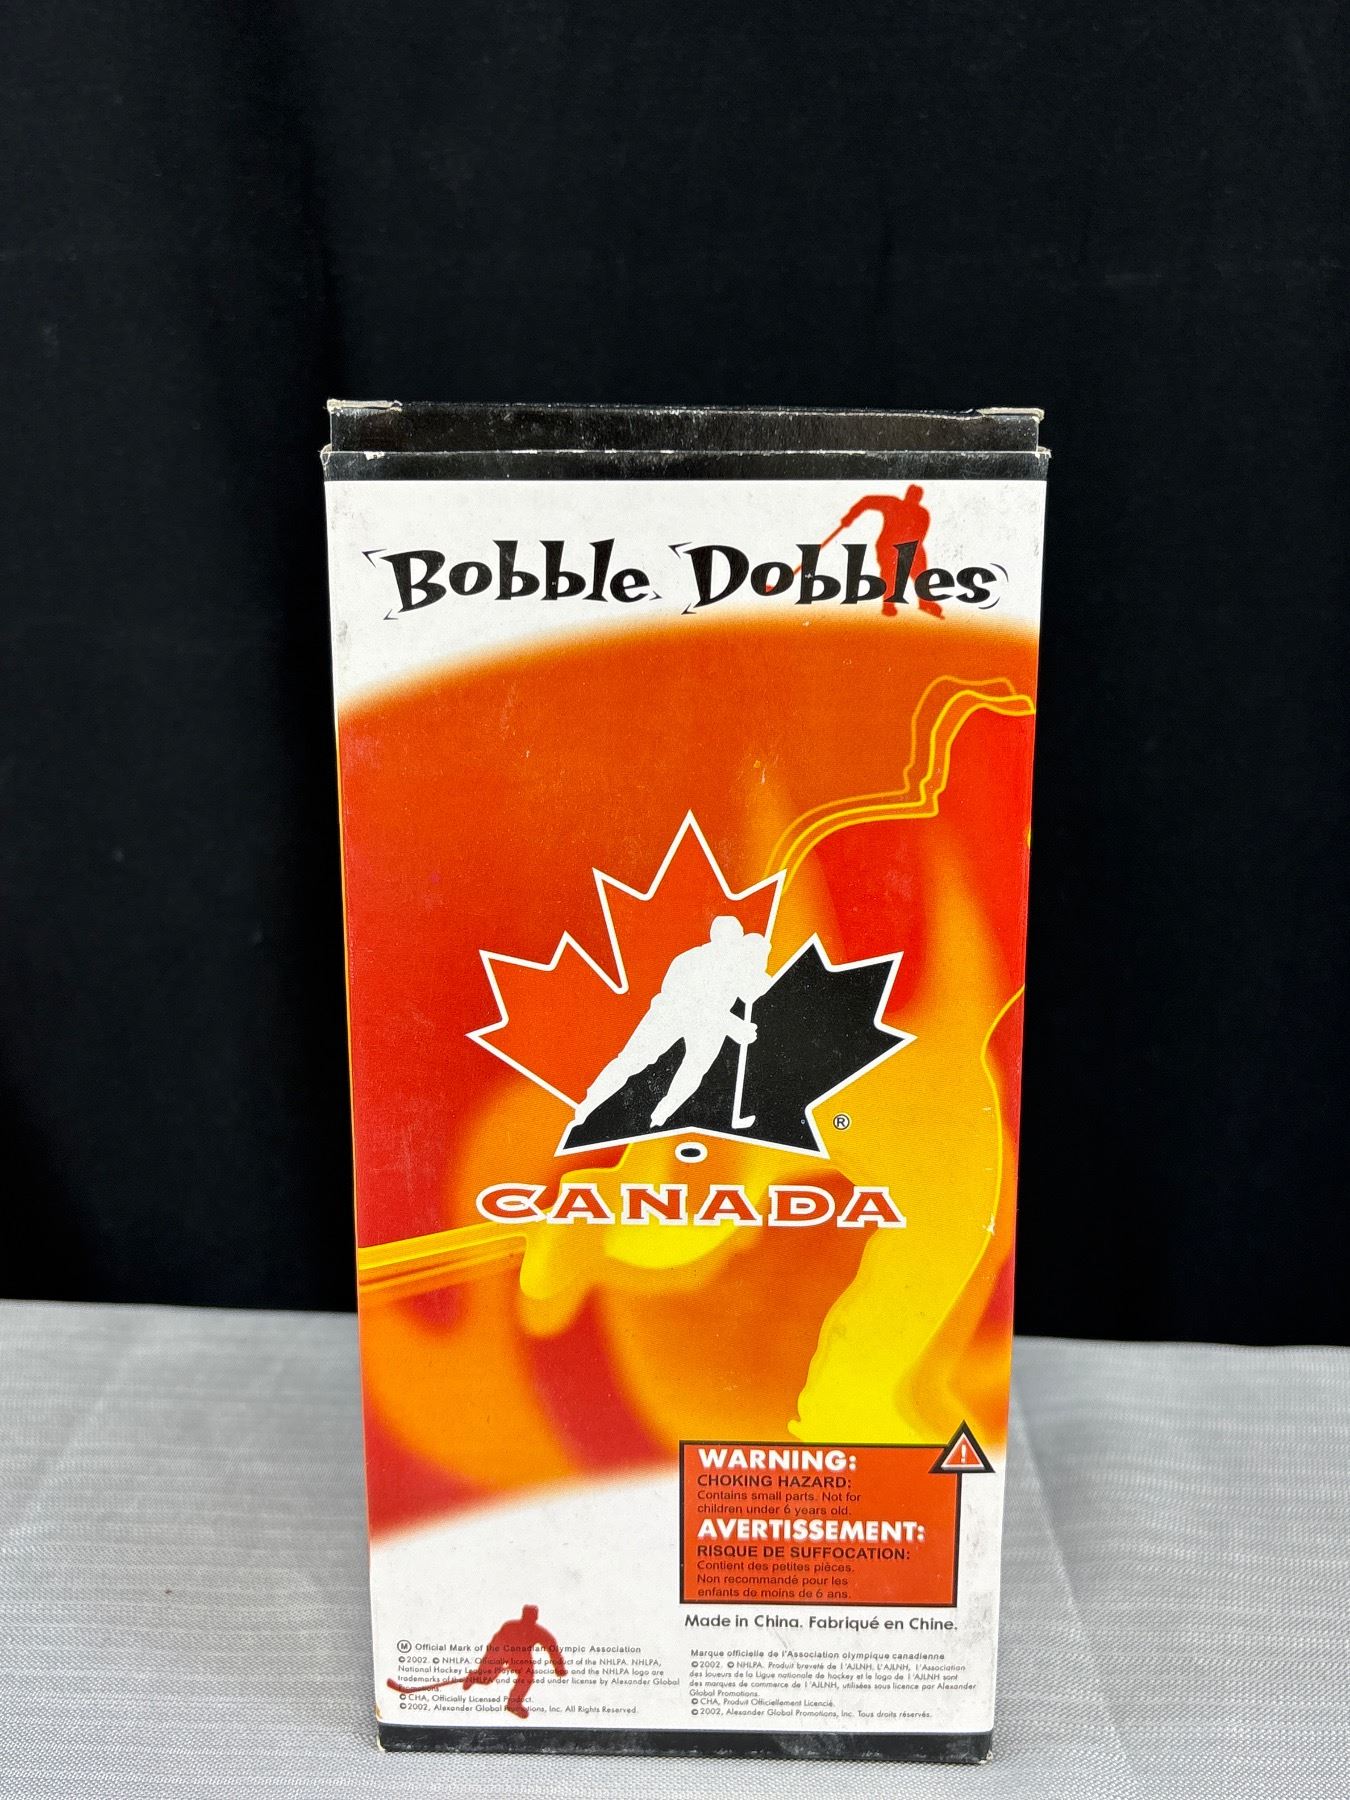 Bobble Dobbles
®
CANADA
WARNING:
CHOKING HAZARD:
Contains small parts. Not for
children under 6 years old.
AVERTISSEMENT:
RISQUE DE SUFFOCATION:
Contient des petites pièces.
Non recommandé pour les
enfants de moins de 6 ans.
Made in China. Fabriqué en Chine.
M Official Mark of the Canadian Olympic Association
©2002. © NHLPA. Officially licensed product of the NHLPA. NHLPA,
National Hockey League Players' Association and the NHLPA logo are
trademarks of the NHLPA and are used under license by Alexander Global
Promotions.
© CHA, Officially Licensed Product.
©2002, Alexander Global Promotions, Inc. All Rights Reserved.
Marque officielle de l'Association olympique canadienne
©2002. © NHLPA. Produit breveté de l 'AJLNH. L'AJLNH, l 'Association
des joueurs de la Ligue nationale de hockey et le logo de l 'AJLNH sont
des marques de commerce de l 'AJLNH, utilisées sous licence par Alexander
Global Promotions.
© CHA, Produit Officiellement Licencié.
©2002, Alexander Global Promotions, Inc. Tous droits réservés.